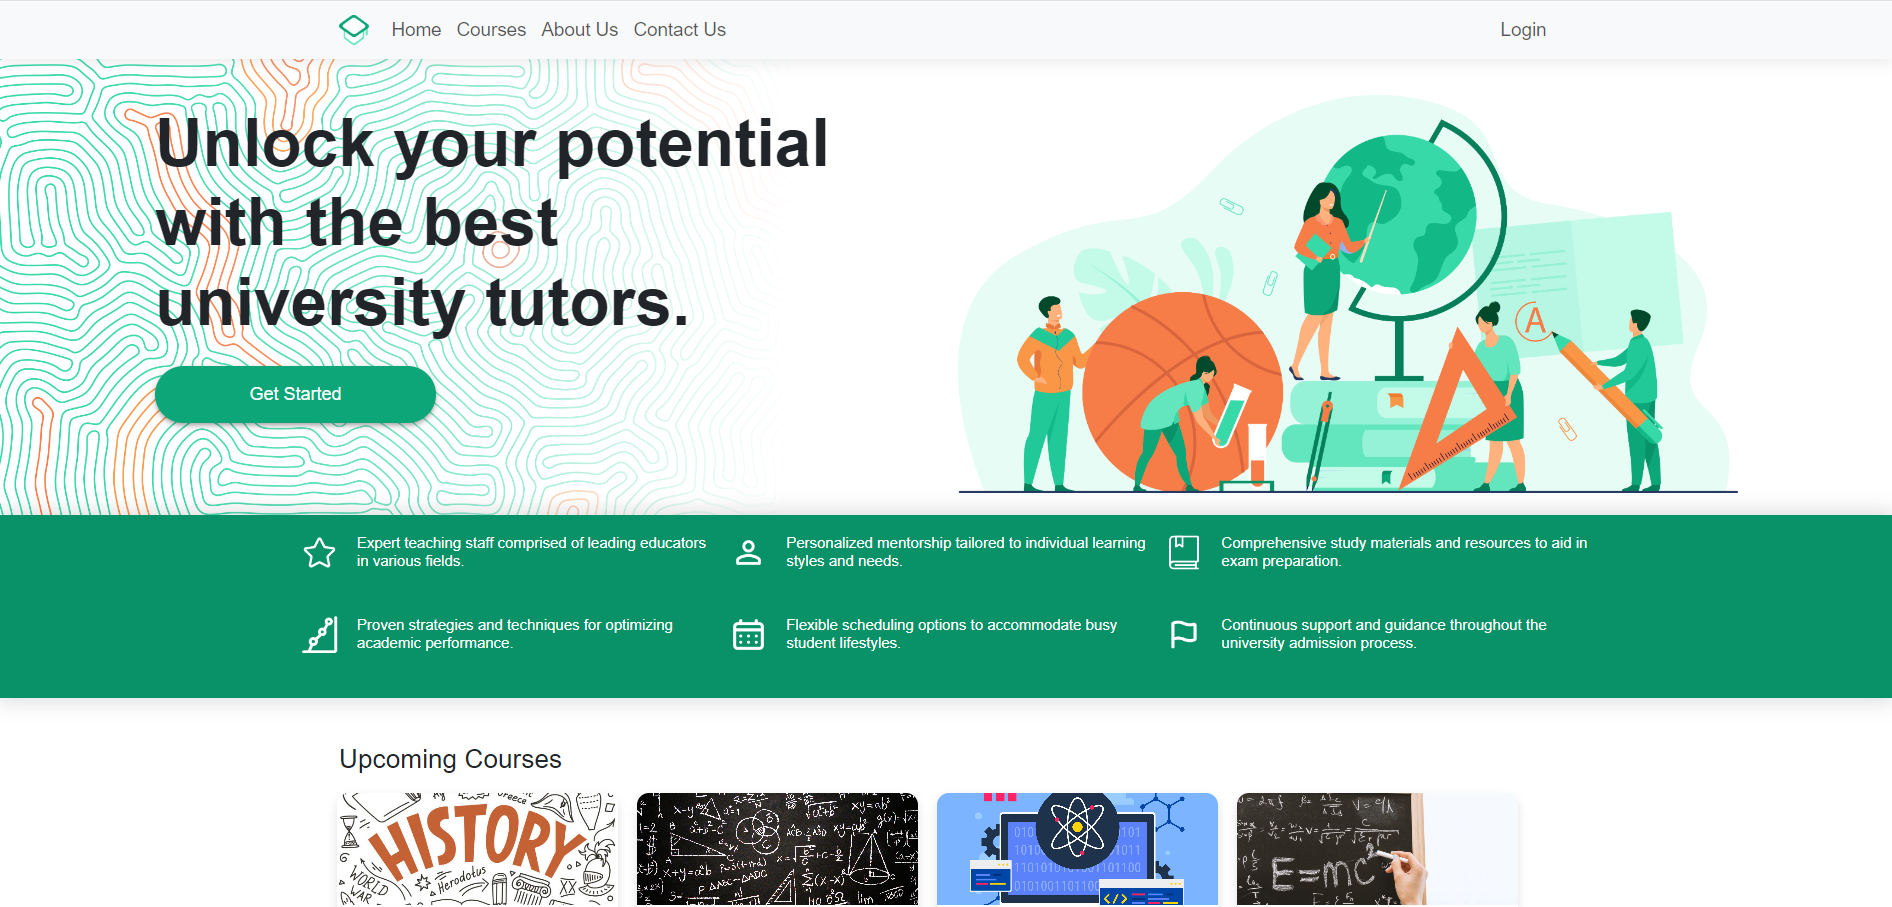 Home Courses About Us Contact Us Login
Unlock your potential
with the best
university tutors.
Get Started
A
Expert teaching staff comprised of leading educators
in various fields.
Personalized mentorship tailored to individual learning
styles and needs.
Comprehensive study materials and resources to aid in
exam preparation.
Proven strategies and techniques for optimizing
academic performance.
Flexible scheduling options to accommodate busy
student lifestyles.
Continuous support and guidance throughout the
university admission process.
Upcoming Courses
Greece
HISTORY
Herodotus
WORLD
WAR
XX
E=mc²